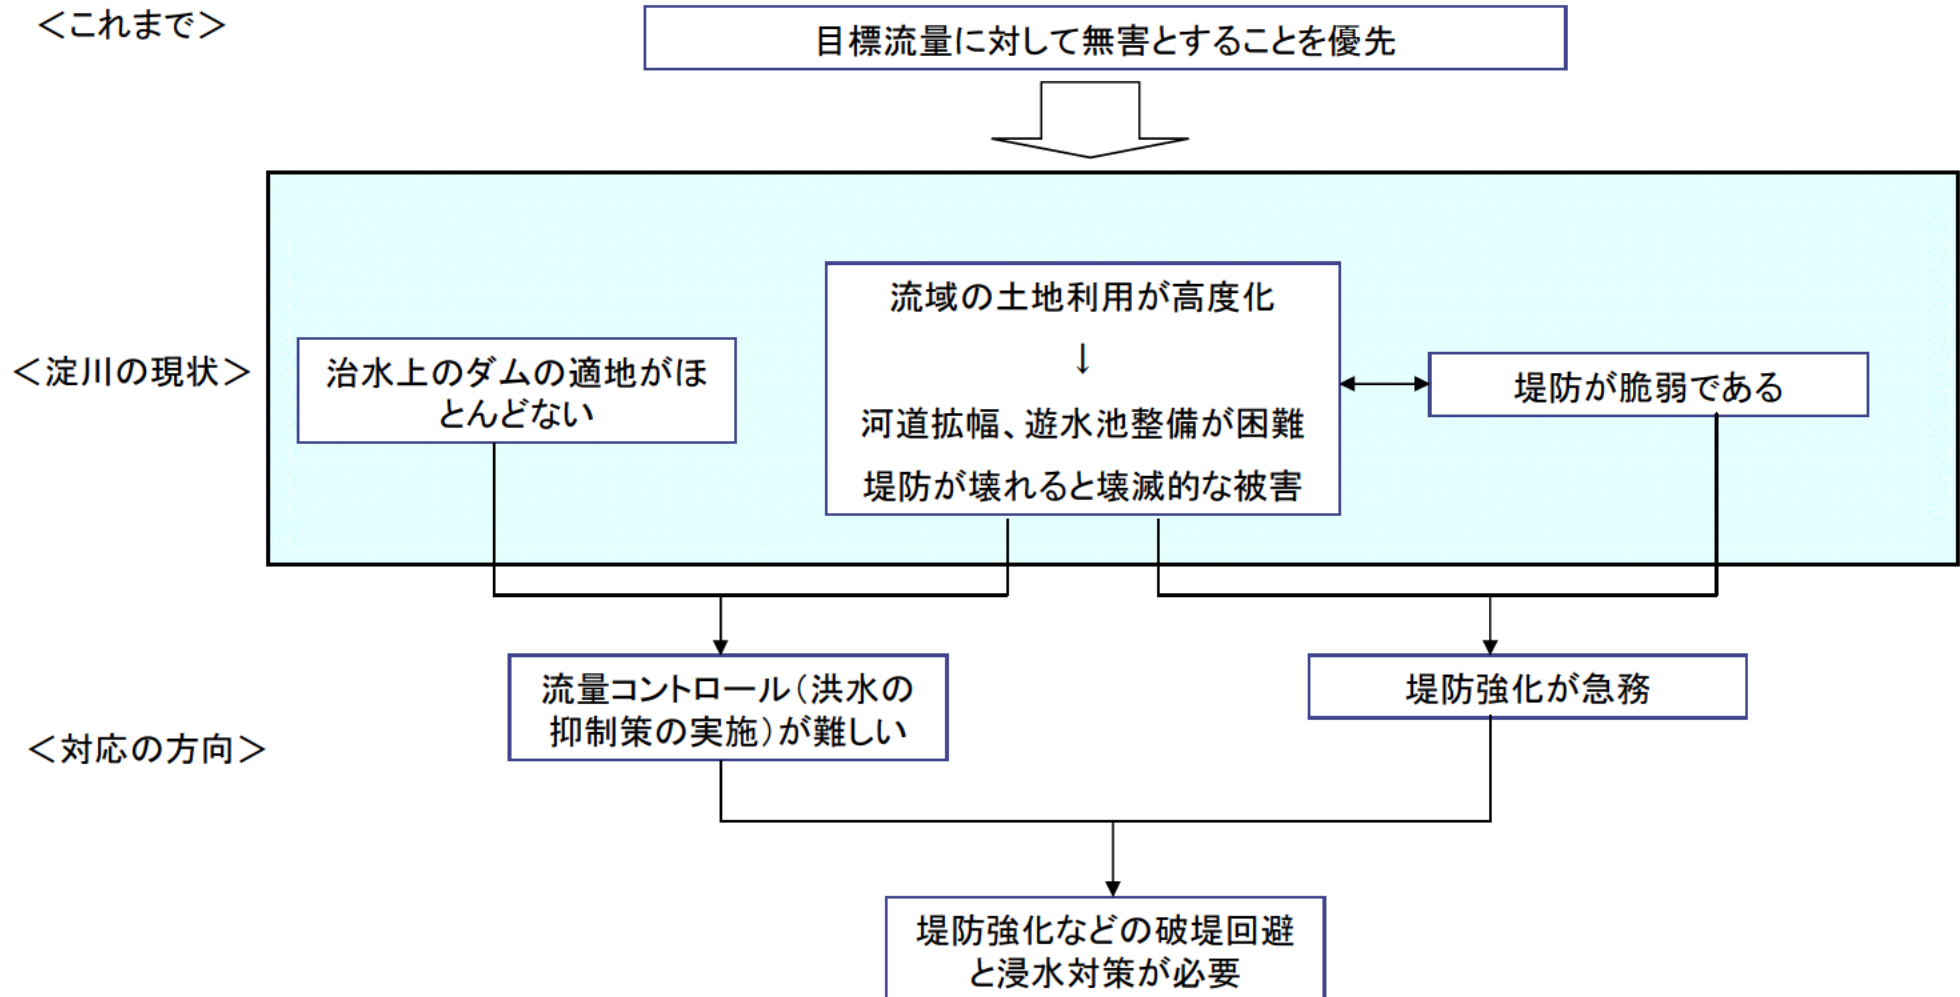 ＜これまで＞
目標流量に対して無害とすることを優先
＜淀川の現状＞
治水上のダムの適地がほ
とんどない
流域の土地利用が高度化
↓
河道拡幅、遊水池整備が困難
堤防が壊れると壊滅的な被害
堤防が脆弱である
＜対応の方向＞
流量コントロール（洪水の
抑制策の実施）が難しい
堤防強化が急務
堤防強化などの破堤回避
と浸水対策が必要